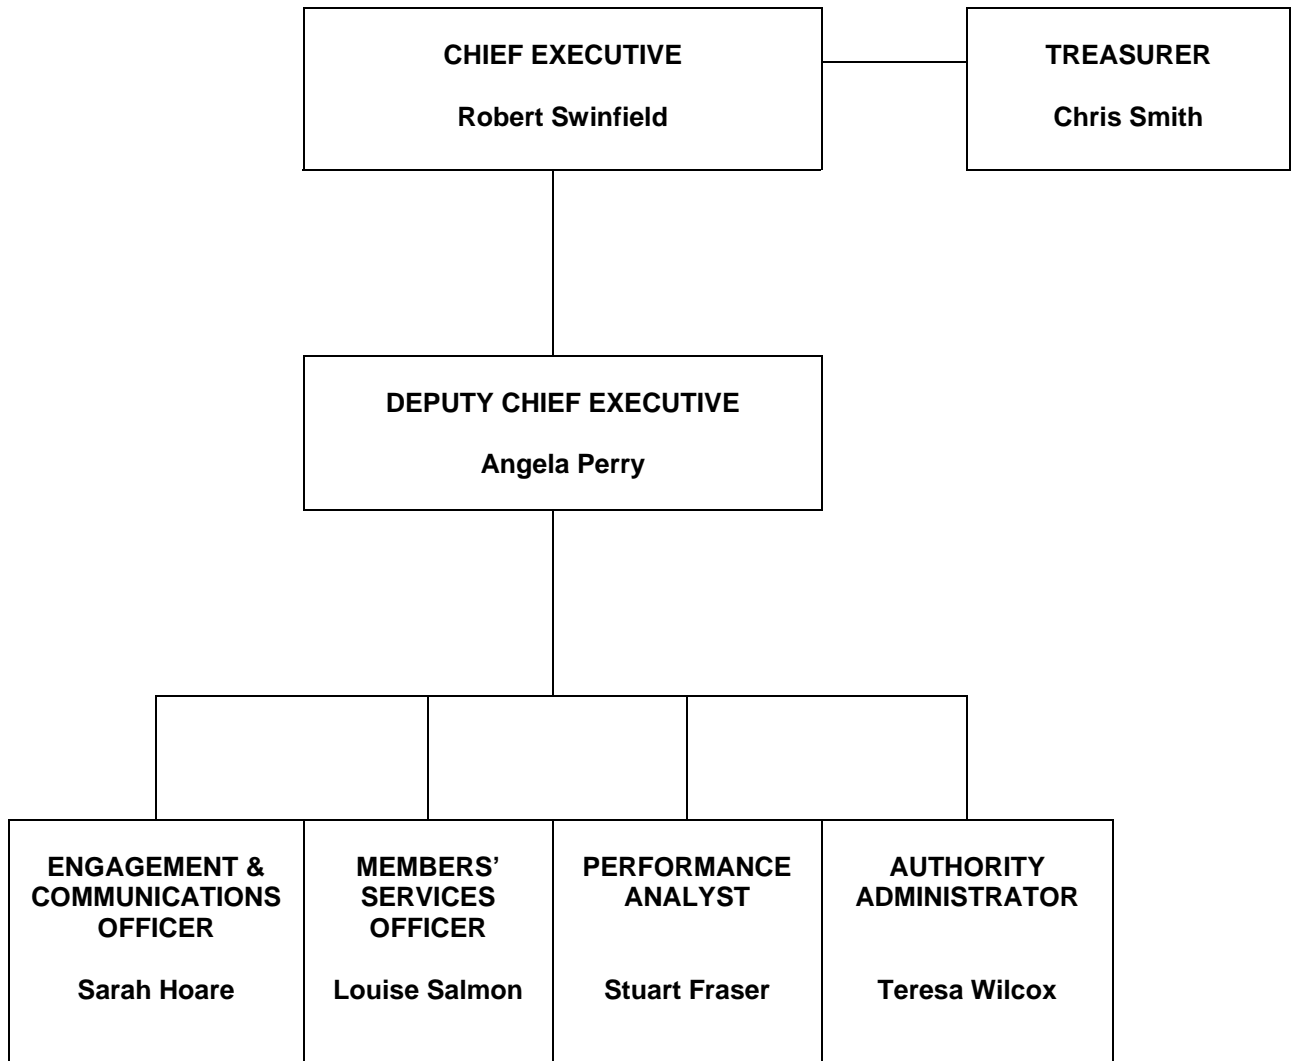 CHIEF EXECUTIVE
Robert Swinfield
TREASURER
Chris Smith
DEPUTY CHIEF EXECUTIVE
Angela Perry
ENGAGEMENT &
COMMUNICATIONS
OFFICER
Sarah Hoare
MEMBERS’
SERVICES
OFFICER
Louise Salmon
PERFORMANCE
ANALYST
Stuart Fraser
AUTHORITY
ADMINISTRATOR
Teresa Wilcox